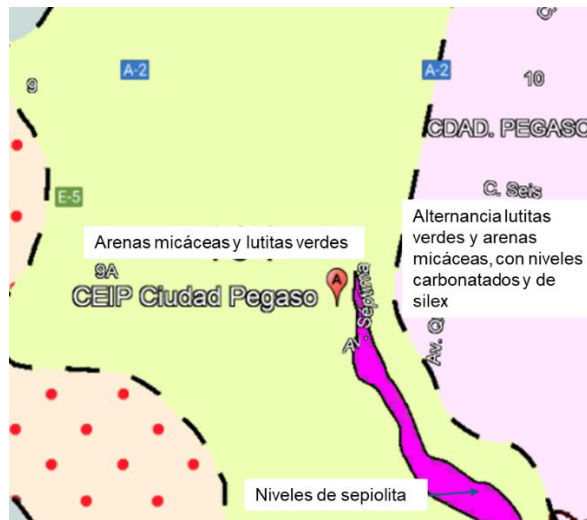 A-2
A-2
9
10
CDAD. PEGASO
C. Seis
E-5
Arenas micáceas y lutitas verdes
Alternancia lutitas
verdes y arenas
micáceas, con niveles
carbonatados y de
silex
9A
CEIP Ciudad Pegaso
A
Av. Séptima
Av. Q
Niveles de sepiolita